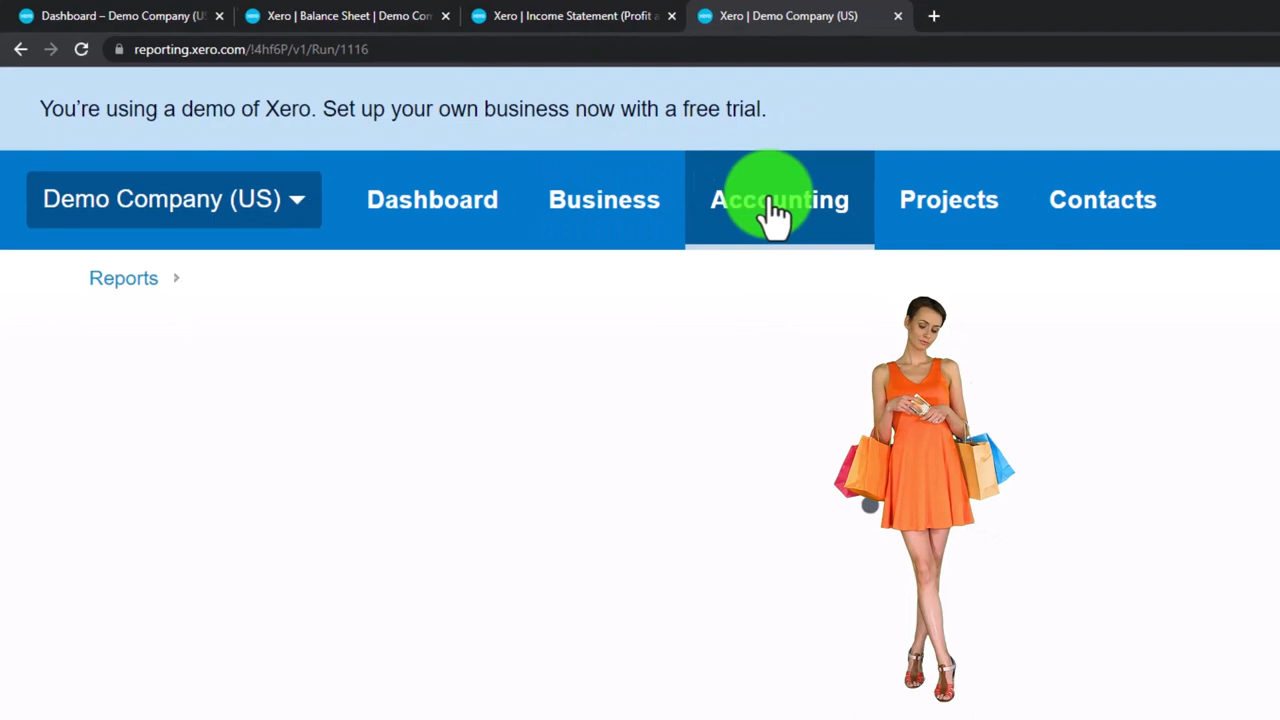 Dashboard – Demo Company (US
Xero | Balance Sheet | Demo Com
Xero | Income Statement (Profit a
Xero | Demo Company (US)
reporting.xero.com/!4hf6P/v1/Run/1116
You're using a demo of Xero. Set up your own business now with a free trial.
Demo Company (US) Dashboard Business Accounting Projects Contacts
Reports